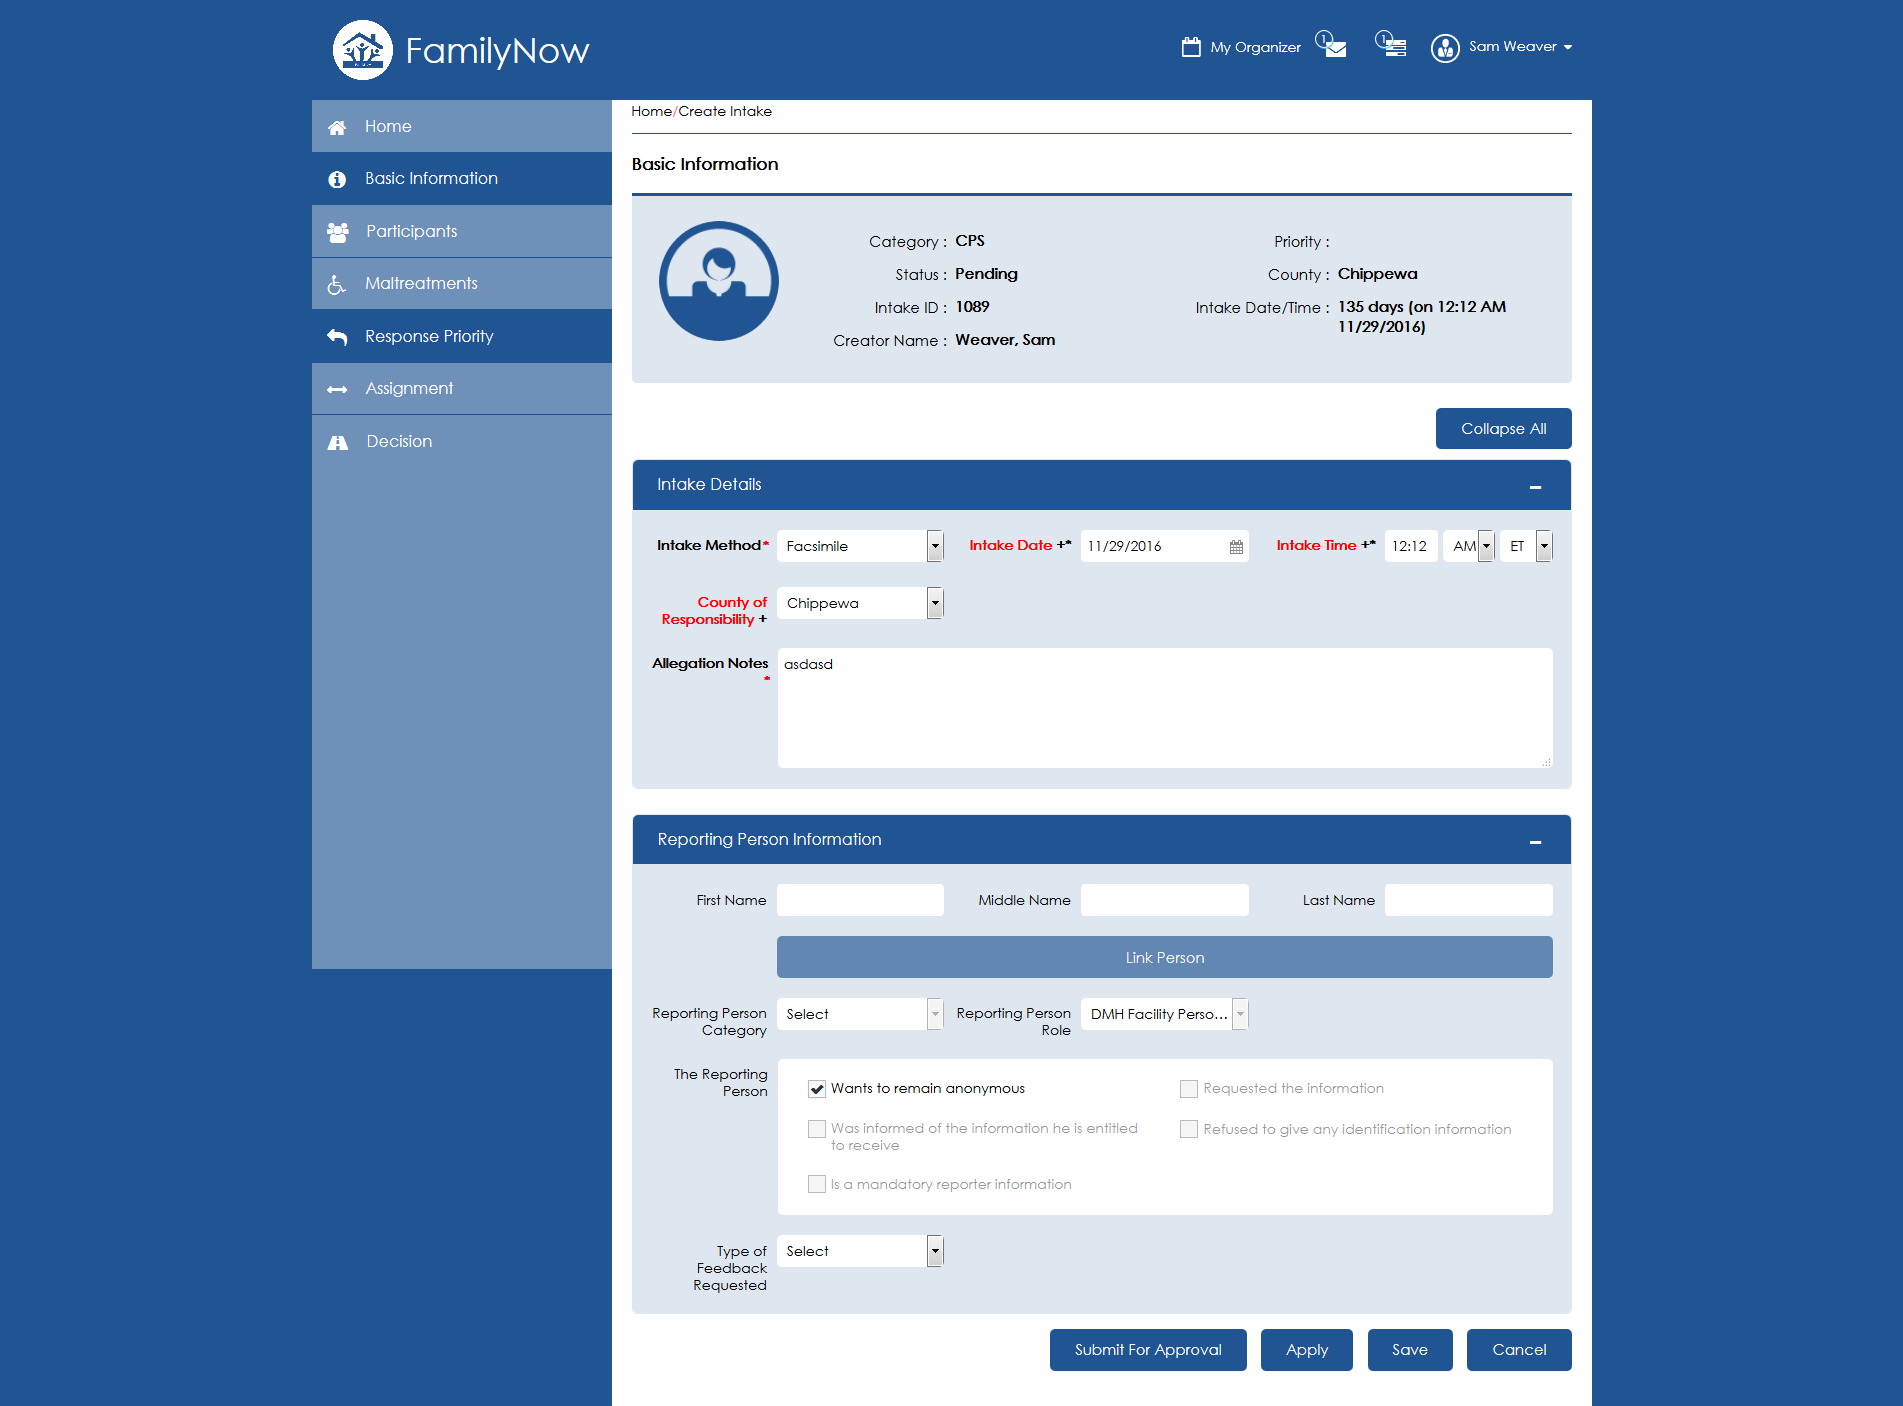 FamilyNow
My Organizer
1
1
Sam Weaver
Home
Basic Information
Participants
Maltreatments
Response Priority
Assignment
Decision
Home/Create Intake
Basic Information
Category : CPS
Priority :
Status : Pending
County : Chippewa
Intake ID : 1089
Intake Date/Time : 135 days (on 12:12 AM
11/29/2016)
Creator Name : Weaver, Sam
Collapse All
Intake Details
Intake Method* Facsimile
Intake Date +* 11/29/2016
Intake Time +* 12:12 AM ET
County of
Responsibility +
Chippewa
Allegation Notes
*
asdasd
Reporting Person Information
First Name
Middle Name
Last Name
Link Person
Reporting Person
Category
Select
Reporting Person
Role
DMH Facility Perso...
The Reporting
Person
Wants to remain anonymous
Requested the information
Was informed of the information he is entitled
to receive
Refused to give any identification information
Is a mandatory reporter information
Type of
Feedback
Requested
Select
Submit For Approval
Apply
Save
Cancel